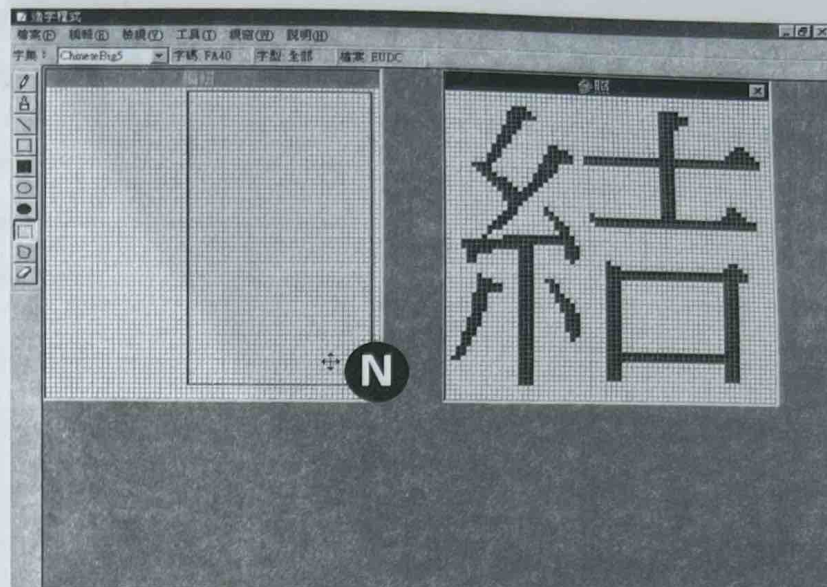 造字程式
檔案(F) 編輯(E) 檢視(V) 工具(T) 視窗(W) 說明(H)
字集： ChineseBig5 字碼: FA40 字型: 全部 檔案: EUDC
編輯
參照
結
N